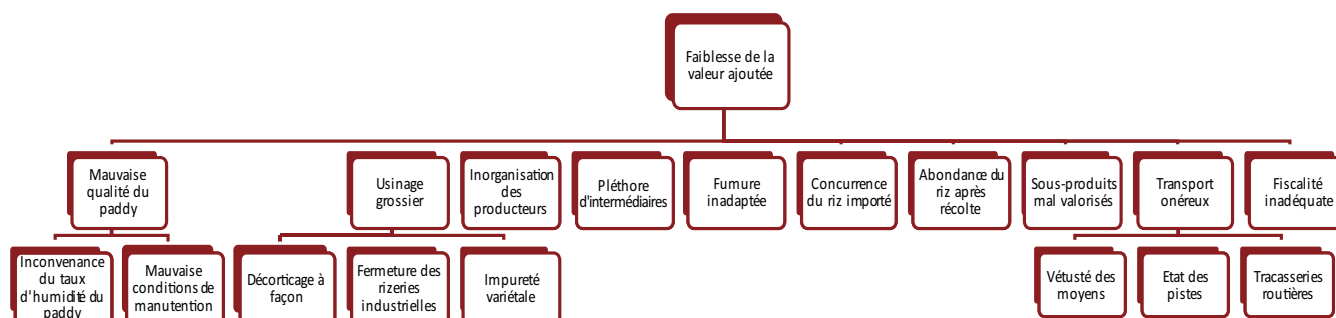 Faiblesse de la
valeur ajoutée
Mauvaise
qualité du
paddy
Usinage
grossier
Inorganisation
des
producteurs
Pléthore
d'intermédiaires
Fumure
inadaptée
Concurrence
du riz importé
Abondance du
riz après
récolte
Sous-produits
mal valorisés
Transport
onéreux
Fiscalité
inadéquate
Inconvenance
du taux
d'humidité du
paddy
Mauvaise
conditions de
manutention
Décorticage à
façon
Fermeture des
rizeries
industrielles
Impureté
variétale
Vétusté des
moyens
Etat des
pistes
Tracasseries
routières